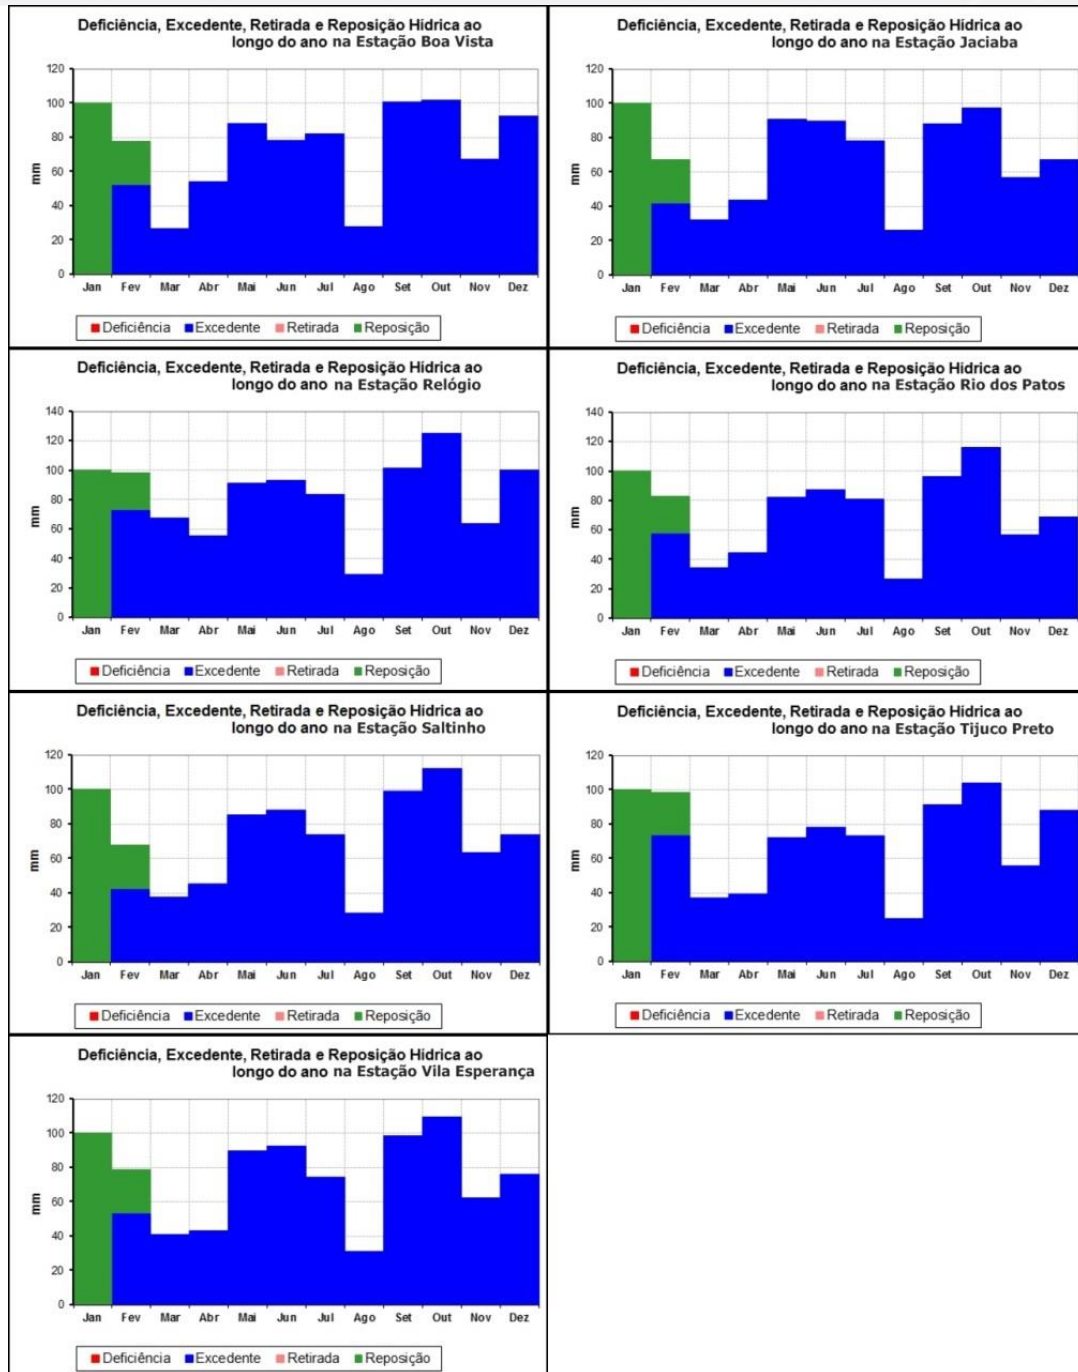 Deficiência, Excedente, Retirada e Reposição Hídrica ao
longo do ano na Estação Boa Vista
120
100
80
60
40
20
0
mm
Jan Fev Mar Abr Mai Jun Jul Ago Set Out Nov Dez
Deficiência Excedente Retirada Reposição
Deficiência, Excedente, Retirada e Reposição Hídrica ao
longo do ano na Estação Jaciaba
120
100
80
60
40
20
0
mm
Jan Fev Mar Abr Mai Jun Jul Ago Set Out Nov Dez
Deficiência Excedente Retirada Reposição
Deficiência, Excedente, Retirada e Reposição Hídrica ao
longo do ano na Estação Relógio
140
120
100
80
60
40
20
0
mm
Jan Fev Mar Abr Mai Jun Jul Ago Set Out Nov Dez
Deficiência Excedente Retirada Reposição
Deficiência, Excedente, Retirada e Reposição Hídrica ao
longo do ano na Estação Rio dos Patos
140
120
100
80
60
40
20
0
mm
Jan Fev Mar Abr Mai Jun Jul Ago Set Out Nov Dez
Deficiência Excedente Retirada Reposição
Deficiência, Excedente, Retirada e Reposição Hídrica ao
longo do ano na Estação Saltinho
120
100
80
60
40
20
0
mm
Jan Fev Mar Abr Mai Jun Jul Ago Set Out Nov Dez
Deficiência Excedente Retirada Reposição
Deficiência, Excedente, Retirada e Reposição Hídrica ao
longo do ano na Estação Tijuco Preto
120
100
80
60
40
20
0
mm
Jan Fev Mar Abr Mai Jun Jul Ago Set Out Nov Dez
Deficiência Excedente Retirada Reposição
Deficiência, Excedente, Retirada e Reposição Hídrica ao
longo do ano na Estação Vila Esperança
120
100
80
60
40
20
0
mm
Jan Fev Mar Abr Mai Jun Jul Ago Set Out Nov Dez
Deficiência Excedente Retirada Reposição